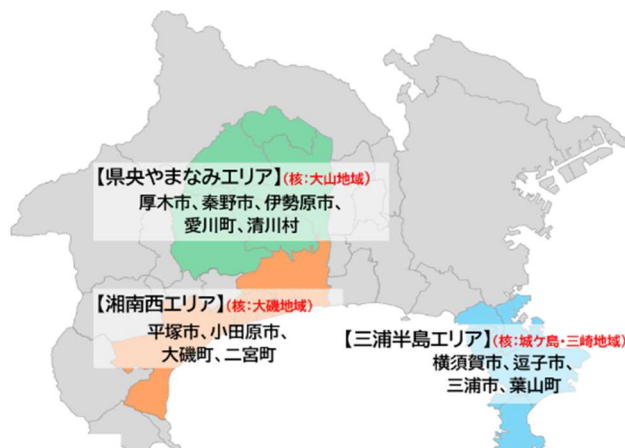 【県央やまなみエリア】(核:大山地域)
厚木市、秦野市、伊勢原市、
愛川町、清川村
【湘南西エリア】(核:大磯地域)
平塚市、小田原市、
大磯町、二宮町
【三浦半島エリア】(核:城ケ島・三崎地域)
横須賀市、逗子市、
三浦市、葉山町